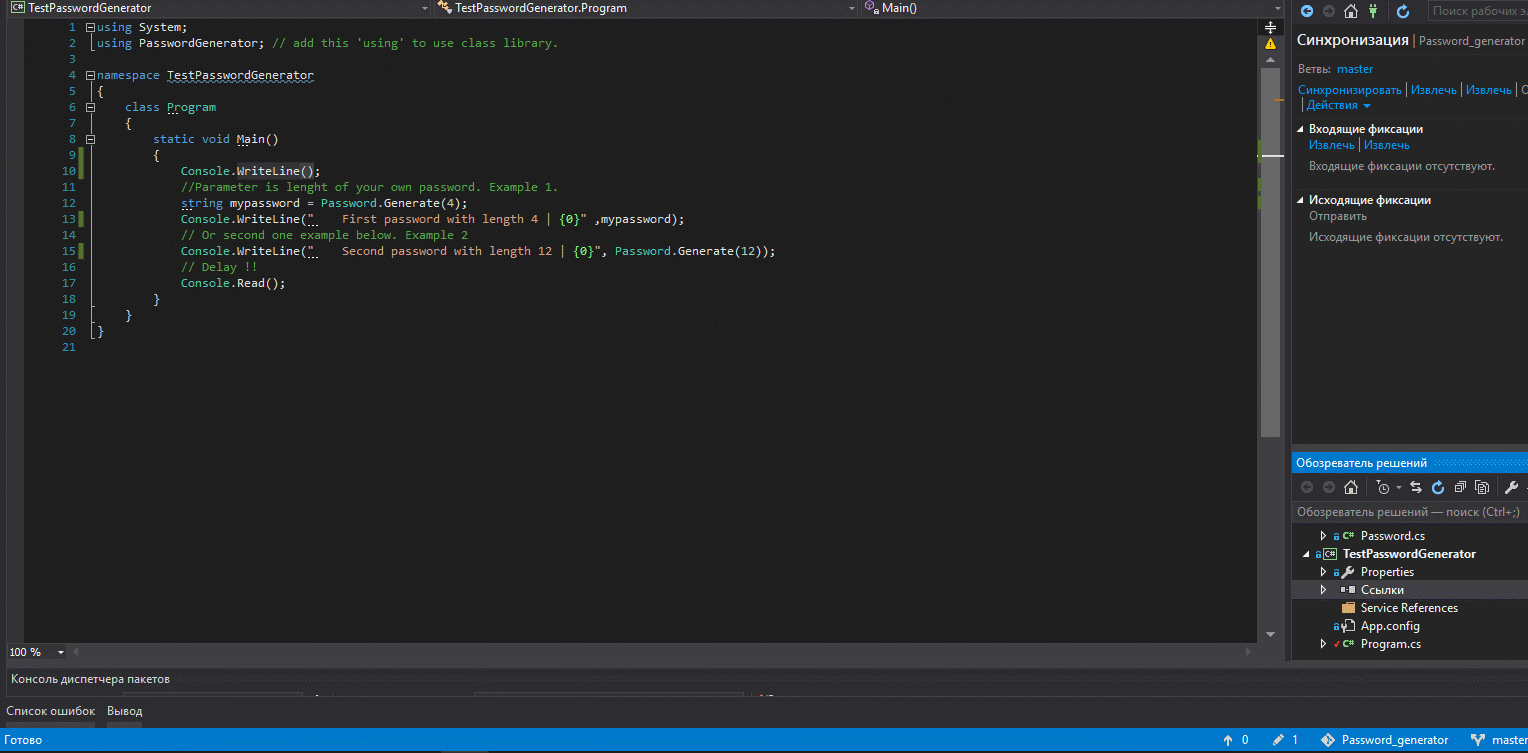 C# TestPasswordGenerator TestPasswordGenerator.Program Main()
1 using System;
2 using PasswordGenerator; // add this 'using' to use class library.
3
4 namespace TestPasswordGenerator
5 {
6 class Program
7 {
8 static void Main()
9 {
10 Console.WriteLine();
11 //Parameter is lenght of your own password. Example 1.
12 string mypassword = Password.Generate(4);
13 Console.WriteLine("    First password with length 4 | {0}" ,mypassword);
14 // Or second one example below. Example 2
15 Console.WriteLine("    Second password with length 12 | {0}", Password.Generate(12));
16 // Delay !!
17 Console.Read();
18 }
19 }
20 }
21
100 %
Консоль диспетчера пакетов
Список ошибок Вывод
Готово
0 1 Password_generator master
Поиск рабочих э
Синхронизация | Password_generator
Ветвь: master
Синхронизировать | Извлечь | Извлечь |
| Действия
Входящие фиксации
Извлечь | Извлечь
Входящие фиксации отсутствуют.
Исходящие фиксации
Отправить
Исходящие фиксации отсутствуют.
Обозреватель решений
Обозреватель решений — поиск (Ctrl+;)
C# Password.cs
C# TestPasswordGenerator
Properties
Ссылки
Service References
App.config
C# Program.cs